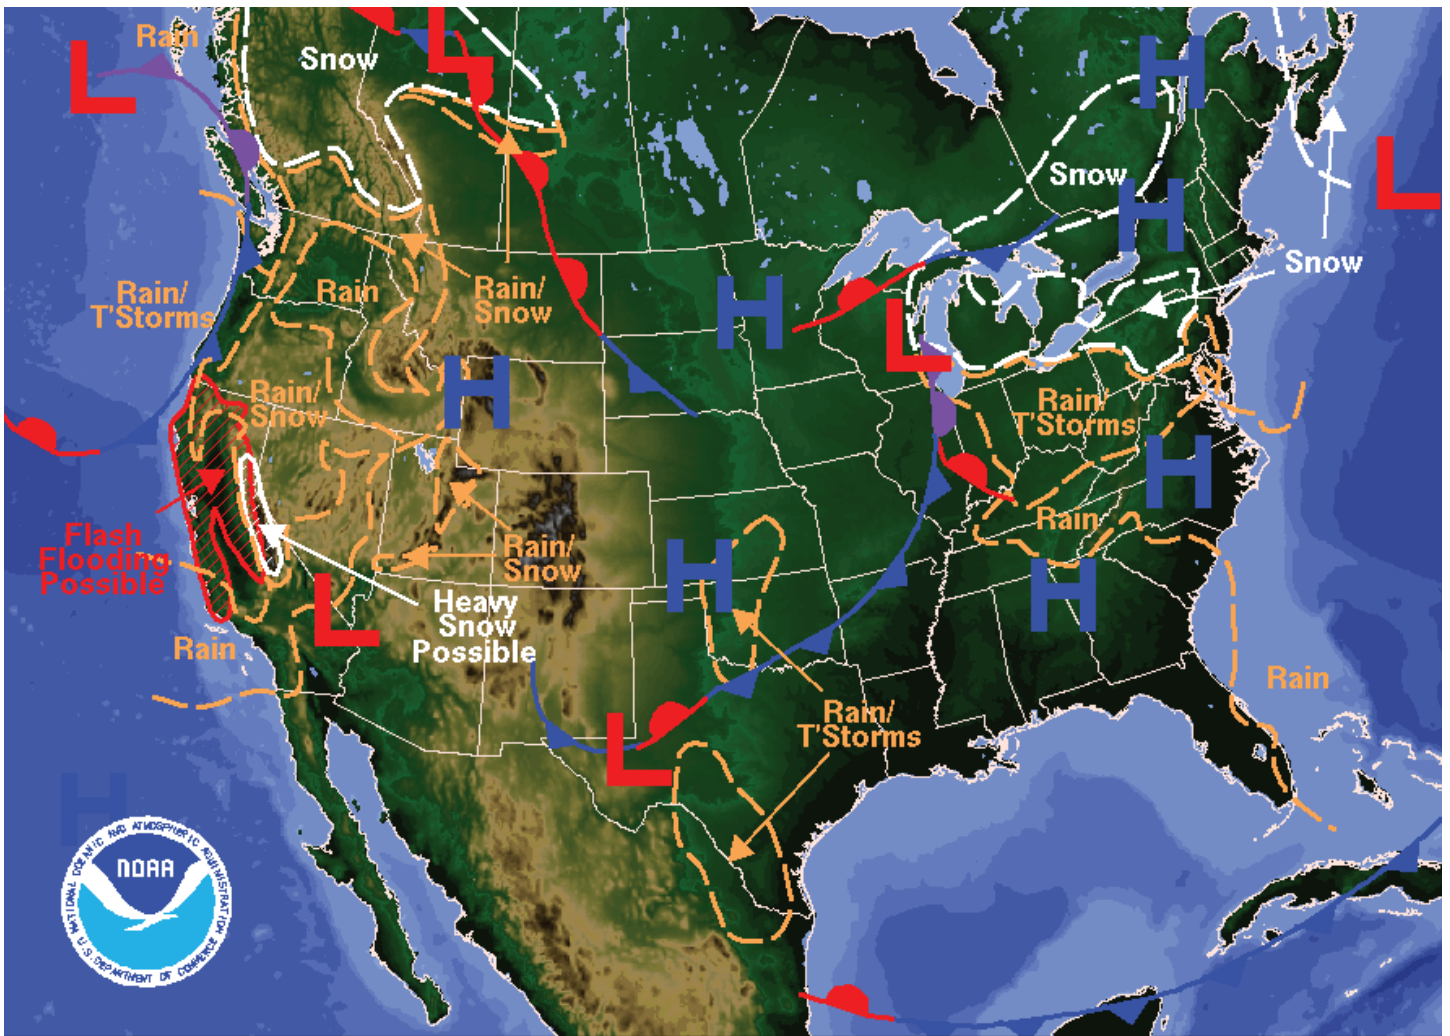 Rain
L
L
Snow
H
Snow
L
H
Snow
Rain/
T'Storms
Rain
Rain/
Snow
H
L
Rain/
Snow
H
Rain/
T'Storms
H
Flash
Flooding
Possible
Rain
Rain/
Snow
H
H
L
Heavy
Snow
Possible
Rain
Rain
L
Rain/
T'Storms
H
NATIONAL OCEANIC AND ATMOSPHERIC ADMINISTRATION
NOAA
U.S. DEPARTMENT OF COMMERCE